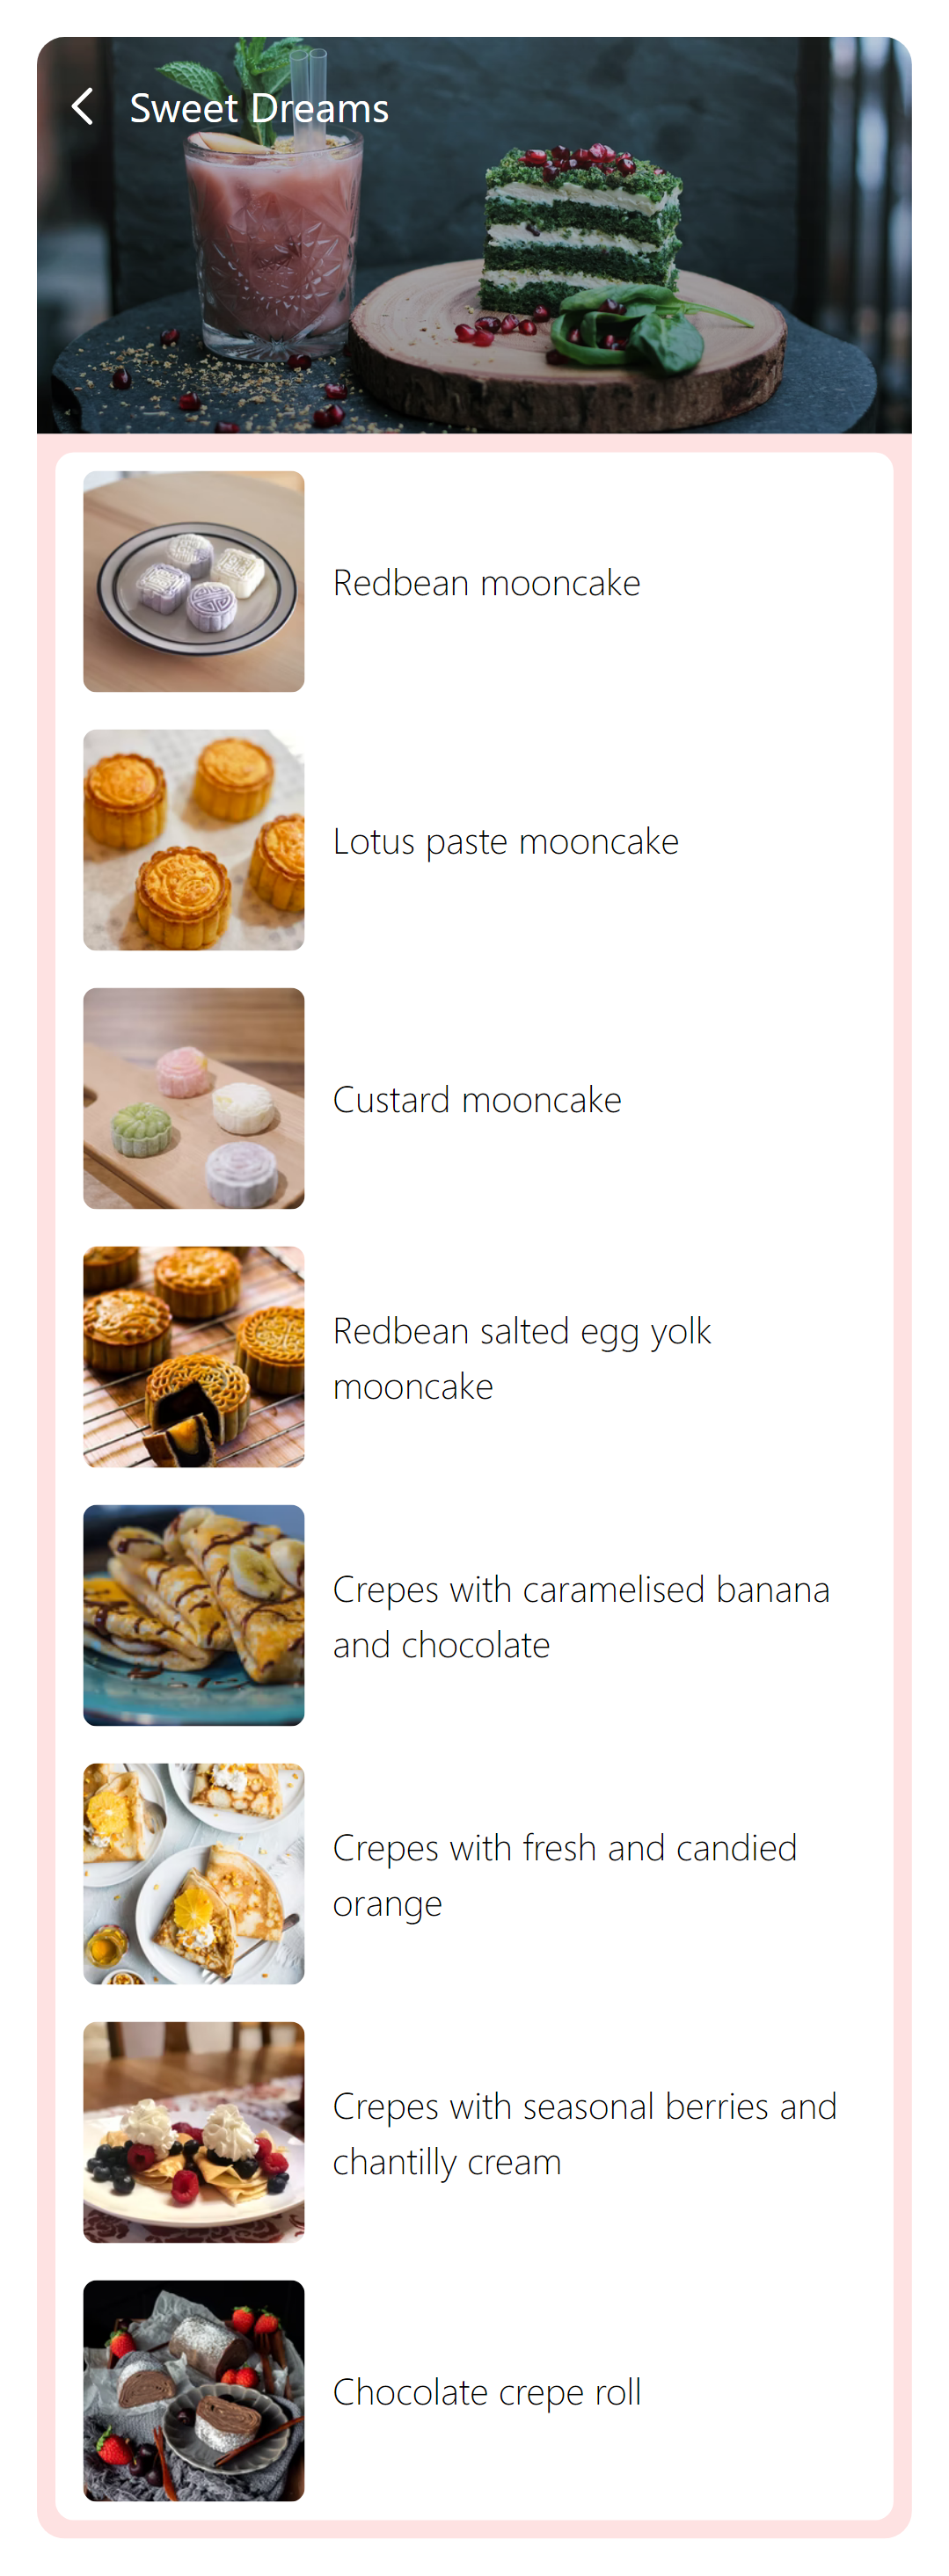 Sweet Dreams
Redbean mooncake
Lotus paste mooncake
Custard mooncake
Redbean salted egg yolk
mooncake
Crepes with caramelised banana
and chocolate
Crepes with fresh and candied
orange
Crepes with seasonal berries and
chantilly cream
Chocolate crepe roll